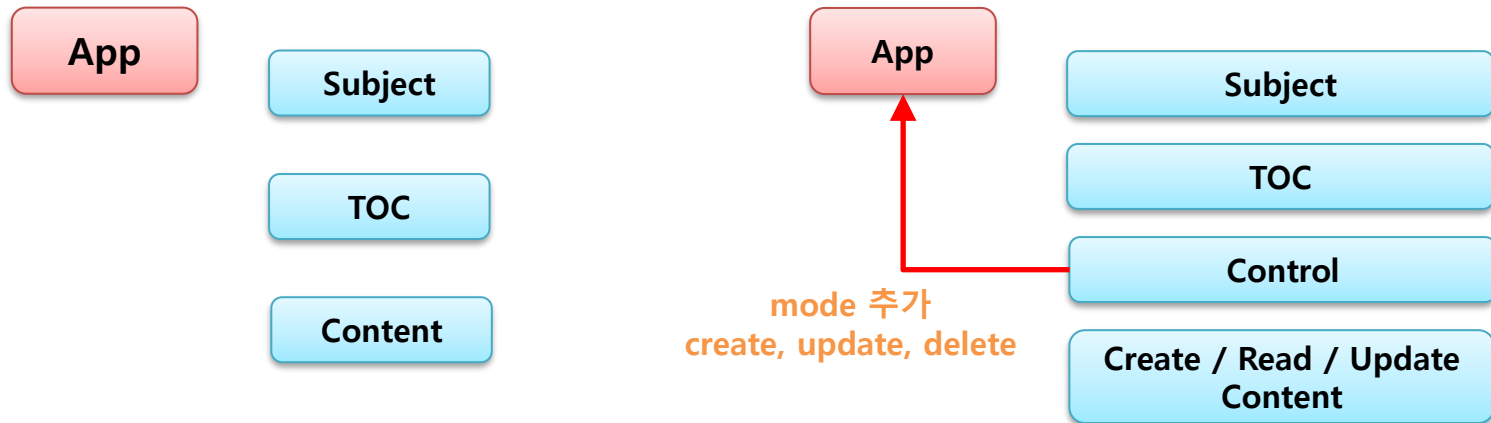 App
Subject
TOC
Content
App
Subject
TOC
Control
mode 추가
create, update, delete
Create / Read / Update
Content